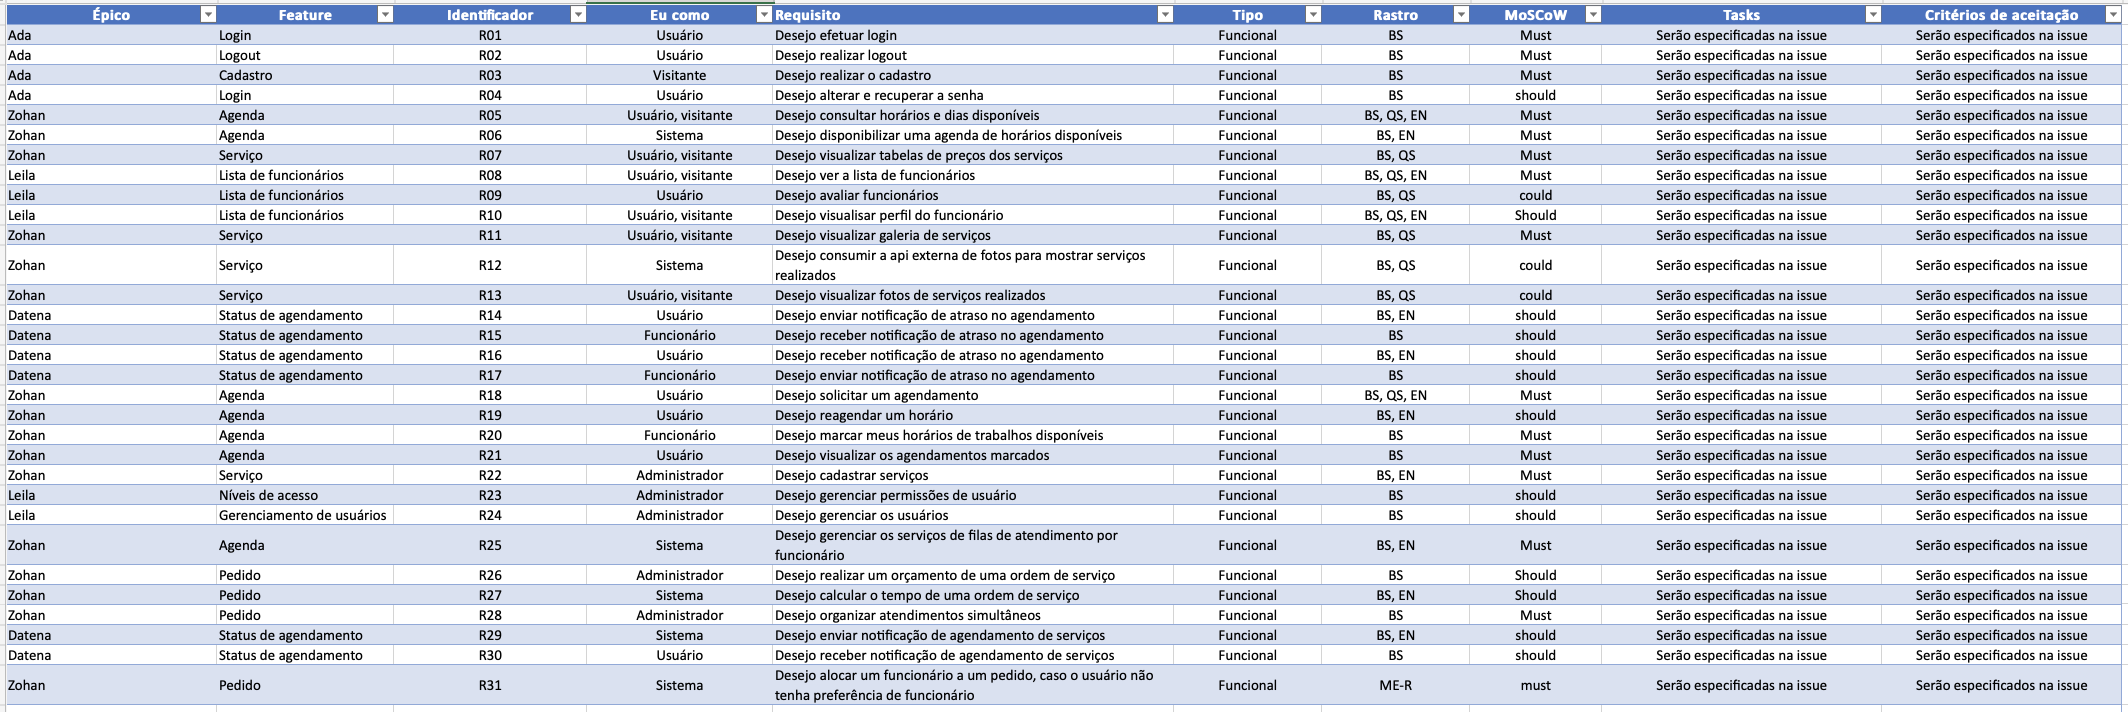 Épico Feature Identificador Eu como Requisito Tipo Rastro MoSCoW Tasks Critérios de aceitação
Ada Login R01 Usuário Desejo efetuar login Funcional BS Must Serão especificadas na issue Serão especificados na issue
Ada Logout R02 Usuário Desejo realizar logout Funcional BS Must Serão especificadas na issue Serão especificados na issue
Ada Cadastro R03 Visitante Desejo realizar o cadastro Funcional BS Must Serão especificadas na issue Serão especificados na issue
Ada Login R04 Usuário Desejo alterar e recuperar a senha Funcional BS should Serão especificadas na issue Serão especificados na issue
Zohan Agenda R05 Usuário, visitante Desejo consultar horários e dias disponíveis Funcional BS, QS, EN Must Serão especificadas na issue Serão especificados na issue
Zohan Agenda R06 Sistema Desejo disponibilizar uma agenda de horários disponíveis Funcional BS, EN Must Serão especificadas na issue Serão especificados na issue
Zohan Serviço R07 Usuário, visitante Desejo visualizar tabelas de preços dos serviços Funcional BS, QS Must Serão especificadas na issue Serão especificados na issue
Leila Lista de funcionários R08 Usuário, visitante Desejo ver a lista de funcionários Funcional BS, QS, EN Must Serão especificadas na issue Serão especificados na issue
Leila Lista de funcionários R09 Usuário Desejo avaliar funcionários Funcional BS, QS could Serão especificadas na issue Serão especificados na issue
Leila Lista de funcionários R10 Usuário, visitante Desejo visualisar perfil do funcionário Funcional BS, QS, EN Should Serão especificadas na issue Serão especificados na issue
Zohan Serviço R11 Usuário, visitante Desejo visualizar galeria de serviços Funcional BS, QS Must Serão especificadas na issue Serão especificados na issue
Zohan Serviço R12 Sistema Desejo consumir a api externa de fotos para mostrar serviços
realizados Funcional BS, QS could Serão especificadas na issue Serão especificados na issue
Zohan Serviço R13 Usuário, visitante Desejo visualizar fotos de serviços realizados Funcional BS, QS could Serão especificadas na issue Serão especificados na issue
Datena Status de agendamento R14 Usuário Desejo enviar notificação de atraso no agendamento Funcional BS, EN should Serão especificadas na issue Serão especificados na issue
Datena Status de agendamento R15 Funcionário Desejo receber notificação de atraso no agendamento Funcional BS should Serão especificadas na issue Serão especificados na issue
Datena Status de agendamento R16 Usuário Desejo receber notificação de atraso no agendamento Funcional BS, EN should Serão especificadas na issue Serão especificados na issue
Datena Status de agendamento R17 Funcionário Desejo enviar notificação de atraso no agendamento Funcional BS should Serão especificadas na issue Serão especificados na issue
Zohan Agenda R18 Usuário Desejo solicitar um agendamento Funcional BS, QS, EN Must Serão especificadas na issue Serão especificados na issue
Zohan Agenda R19 Usuário Desejo reagendar um horário Funcional BS, EN should Serão especificadas na issue Serão especificados na issue
Zohan Agenda R20 Funcionário Desejo marcar meus horários de trabalhos disponíveis Funcional BS Must Serão especificadas na issue Serão especificados na issue
Zohan Agenda R21 Usuário Desejo visualizar os agendamentos marcados Funcional BS Must Serão especificadas na issue Serão especificados na issue
Zohan Serviço R22 Administrador Desejo cadastrar serviços Funcional BS, EN Must Serão especificadas na issue Serão especificados na issue
Leila Níveis de acesso R23 Administrador Desejo gerenciar permissões de usuário Funcional BS should Serão especificadas na issue Serão especificados na issue
Leila Gerenciamento de usuários R24 Administrador Desejo gerenciar os usuários Funcional BS should Serão especificadas na issue Serão especificados na issue
Zohan Agenda R25 Sistema Desejo gerenciar os serviços de filas de atendimento por
funcionário Funcional BS, EN Must Serão especificadas na issue Serão especificados na issue
Zohan Pedido R26 Administrador Desejo realizar um orçamento de uma ordem de serviço Funcional BS Should Serão especificadas na issue Serão especificados na issue
Zohan Pedido R27 Sistema Desejo calcular o tempo de uma ordem de serviço Funcional BS, EN Should Serão especificadas na issue Serão especificados na issue
Zohan Pedido R28 Administrador Desejo organizar atendimentos simultâneos Funcional BS Must Serão especificadas na issue Serão especificados na issue
Datena Status de agendamento R29 Sistema Desejo enviar notificação de agendamento de serviços Funcional BS, EN should Serão especificadas na issue Serão especificados na issue
Datena Status de agendamento R30 Usuário Desejo receber notificação de agendamento de serviços Funcional BS should Serão especificadas na issue Serão especificados na issue
Zohan Pedido R31 Sistema Desejo alocar um funcionário a um pedido, caso o usuário não
tenha preferência de funcionário Funcional ME-R must Serão especificadas na issue Serão especificados na issue